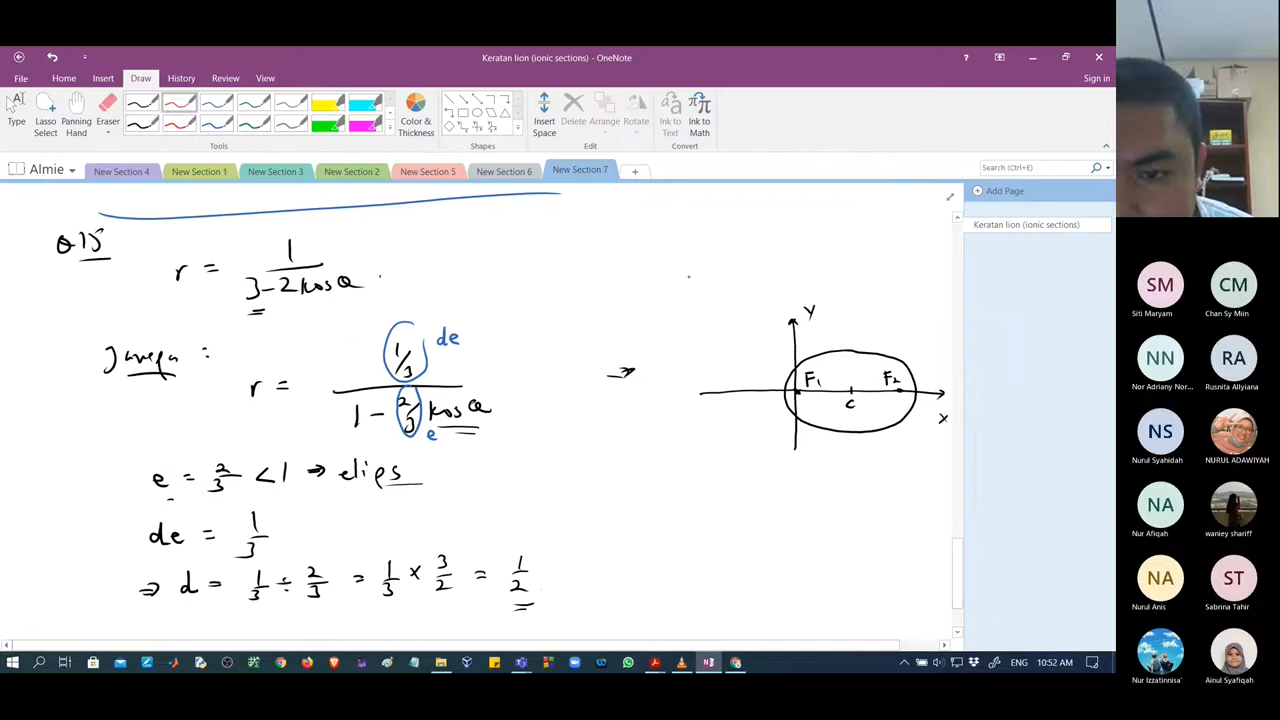 Keratan lion (ionic sections) - OneNote
File Home Insert Draw History Review View
Sign in
Type
Lasso Select
Panning Hand
Eraser
Color & Thickness
Insert Space
Delete
Arrange
Rotate
Ink to Text
Ink to Math
Tools
Shapes
Edit
Convert
Almie
New Section 4
New Section 1
New Section 3
New Section 2
New Section 5
New Section 6
New Section 7
Search (Ctrl+E)
Add Page
Keratan lion (ionic sections)
Q15
r = 1 / (3 - 2 kos θ)
r = (1/3) / (1 - 2/3 kos θ)
de
e
e = 2/3 < 1 ⇒ elips
de = 1/3
⇒ d = 1/3 ÷ 2/3 = 1/3 × 3/2 = 1/2
y
F1
F2
c
x
SM
Siti Maryam
CM
Chan Sy Miin
NN
Nor Adriany Nor...
RA
Rusnita Allyiana
NS
Nurul Syahidah
NURUL ADAWIYAH
NA
Nur Afiqah
waniey shariff
NA
Nurul Anis
ST
Sabrina Tahir
Nur Izzatinnisa'
Ainul Syafiqah
ENG
10:52 AM